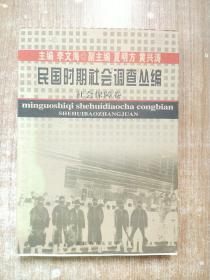 主编 李文海 副主编 夏明方 黄兴涛
民国时期社会调查丛编
社会保障卷
minguoshiqi shehuidiaocha congbian
SHEHUIBAOZHANGJUAN